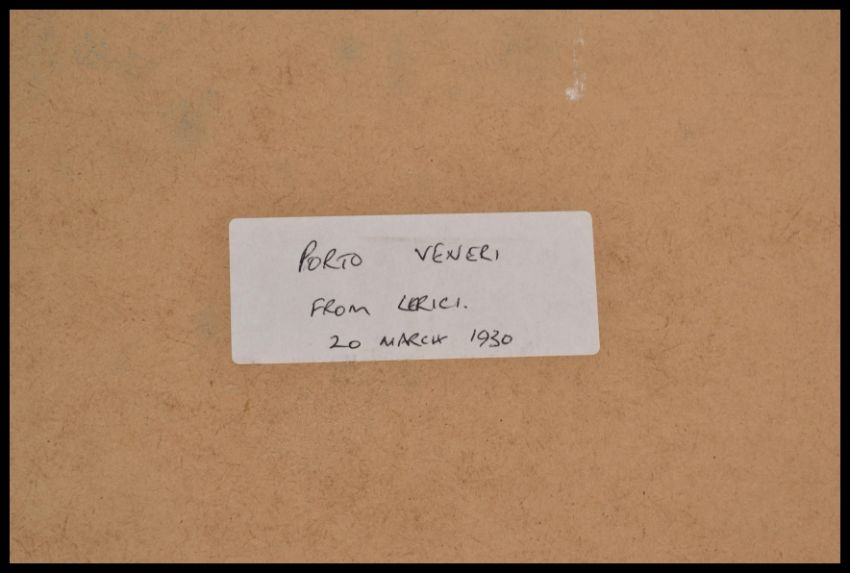 PORTO VENERI
FROM LERICI.
20 MARCH 1930